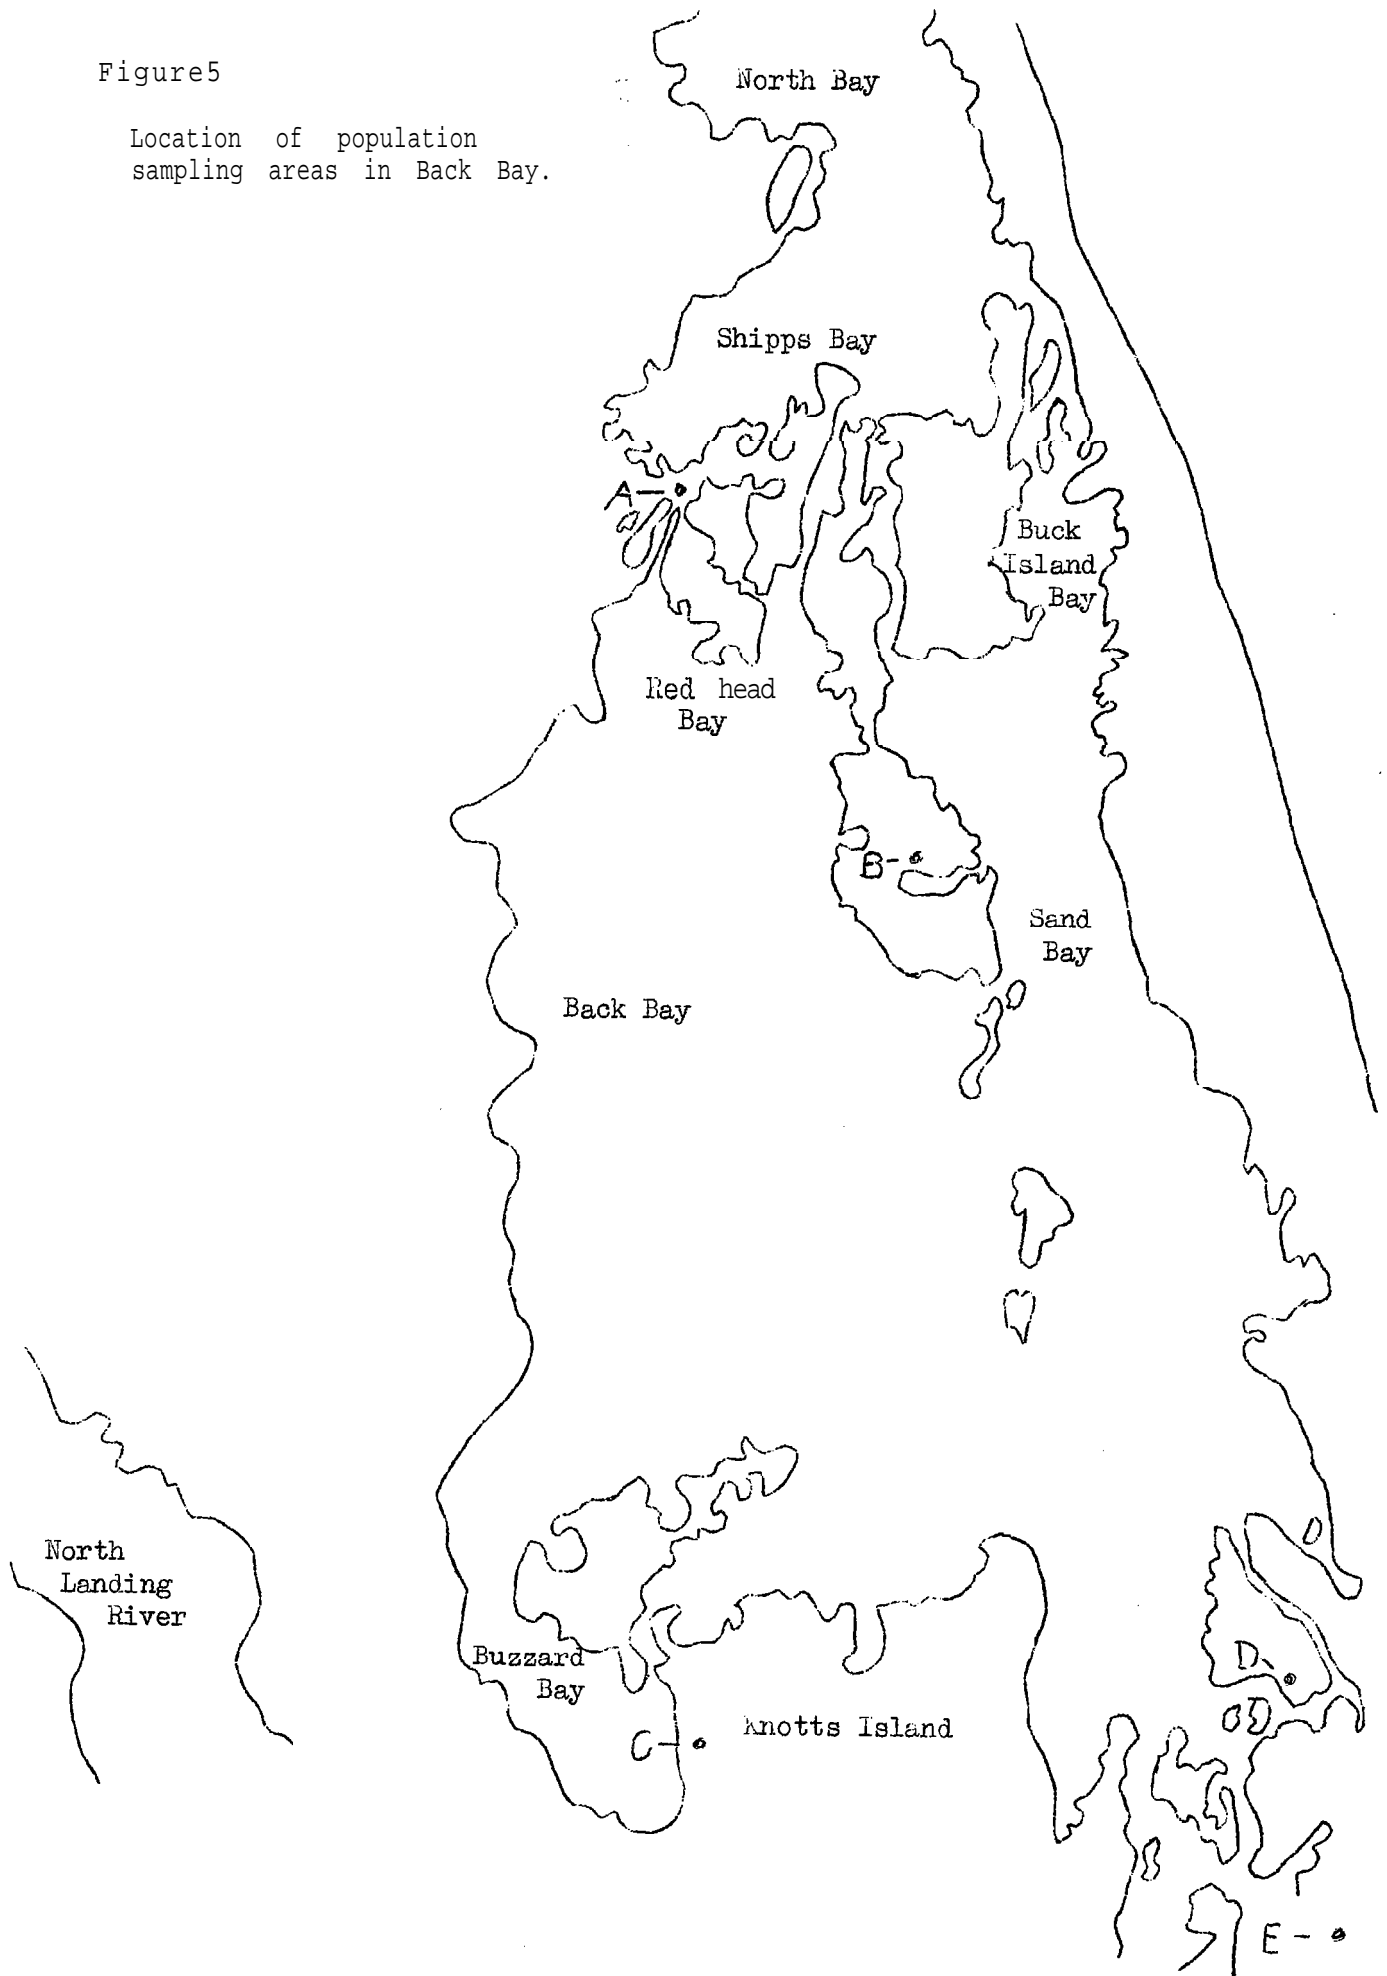 Figure5
Location of population
sampling areas in Back Bay.
North Bay
Shipps Bay
A
Buck
Island
Bay
Red head
Bay
B
Sand
Bay
Back Bay
North
Landing
River
Buzzard
Bay
D
C
Knotts Island
E